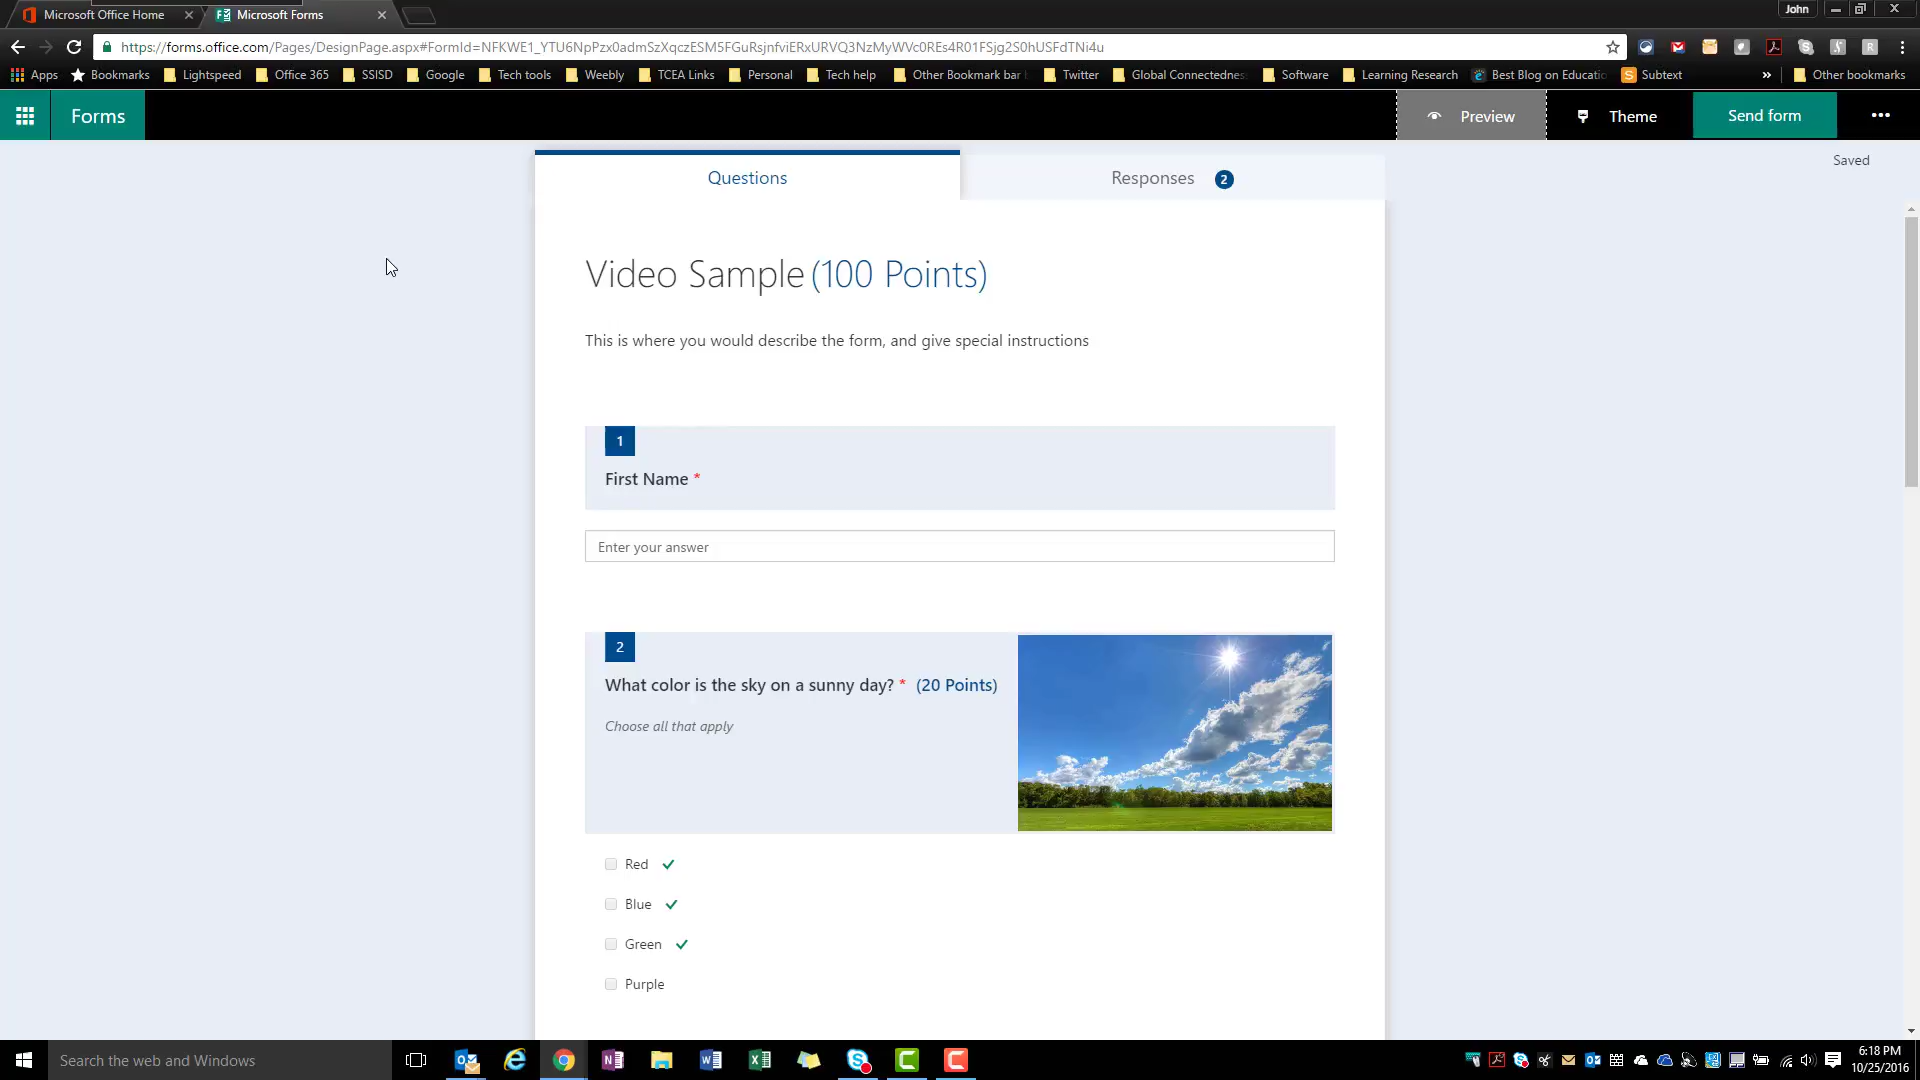 Microsoft Office Home
Microsoft Forms
John
https://forms.office.com/Pages/DesignPage.aspx#FormId=NFKWE1_YTU6NpPzx0admSzXqczESM5FGuRsjnfviERxURVQ3NzMyWVc0REs4R01FSjg2S0hUSFdTNi4u
Apps Bookmarks Lightspeed Office 365 SSISD Google Tech tools Weebly TCEA Links Personal Tech help Other Bookmark bar Twitter Global Connectednes Software Learning Research Best Blog on Educatio Subtext » Other bookmarks
Forms
Preview
Theme
Send form
Questions
Responses 2
Saved
Video Sample (100 Points)
This is where you would describe the form, and give special instructions
1
First Name *
Enter your answer
2
What color is the sky on a sunny day? * (20 Points)
Choose all that apply
Red
Blue
Green
Purple
Search the web and Windows
6:18 PM
10/25/2016